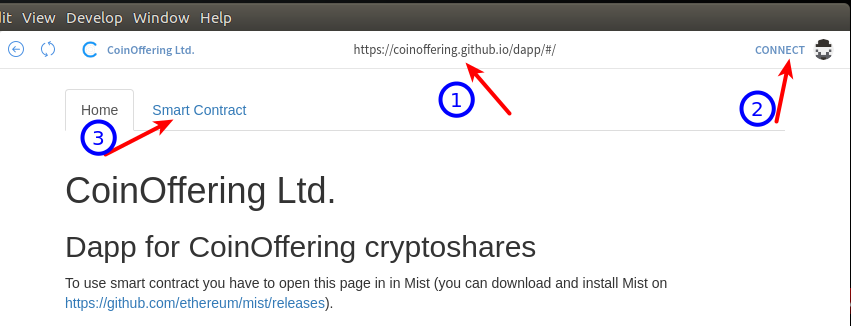 it View Develop Window Help
CoinOffering Ltd. https://coinoffering.github.io/dapp/#/ CONNECT
1
2
Home Smart Contract
3
CoinOffering Ltd.
Dapp for CoinOffering cryptoshares
To use smart contract you have to open this page in in Mist (you can download and install Mist on
https://github.com/ethereum/mist/releases).